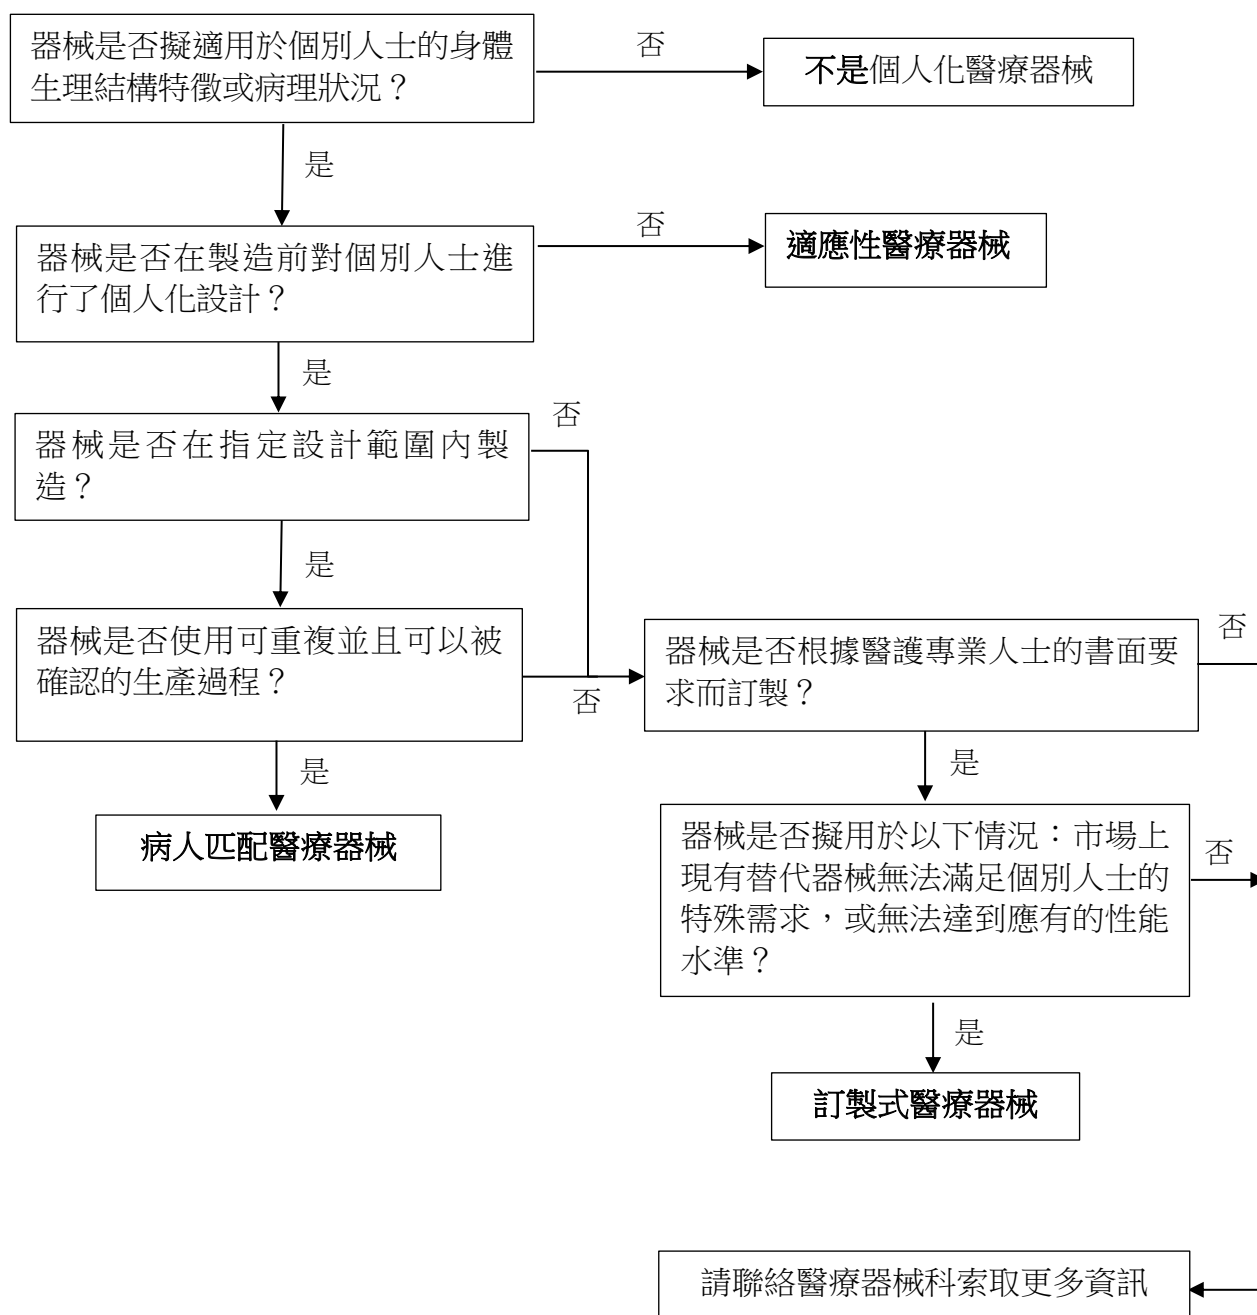 器械是否擬適用於個別人士的身體
生理結構特徵或病理狀況？
否
不是個人化醫療器械
是
器械是否在製造前對個別人士進
行了個人化設計？
否
適應性醫療器械
是
器械是否在指定設計範圍內製
造？
否
是
器械是否使用可重複並且可以被
確認的生產過程？
否
是
病人匹配醫療器械
器械是否根據醫護專業人士的書面要
求而訂製？
否
是
器械是否擬用於以下情況：市場上
現有替代器械無法滿足個別人士的
特殊需求，或無法達到應有的性能
水準？
否
是
訂製式醫療器械
請聯絡醫療器械科索取更多資訊